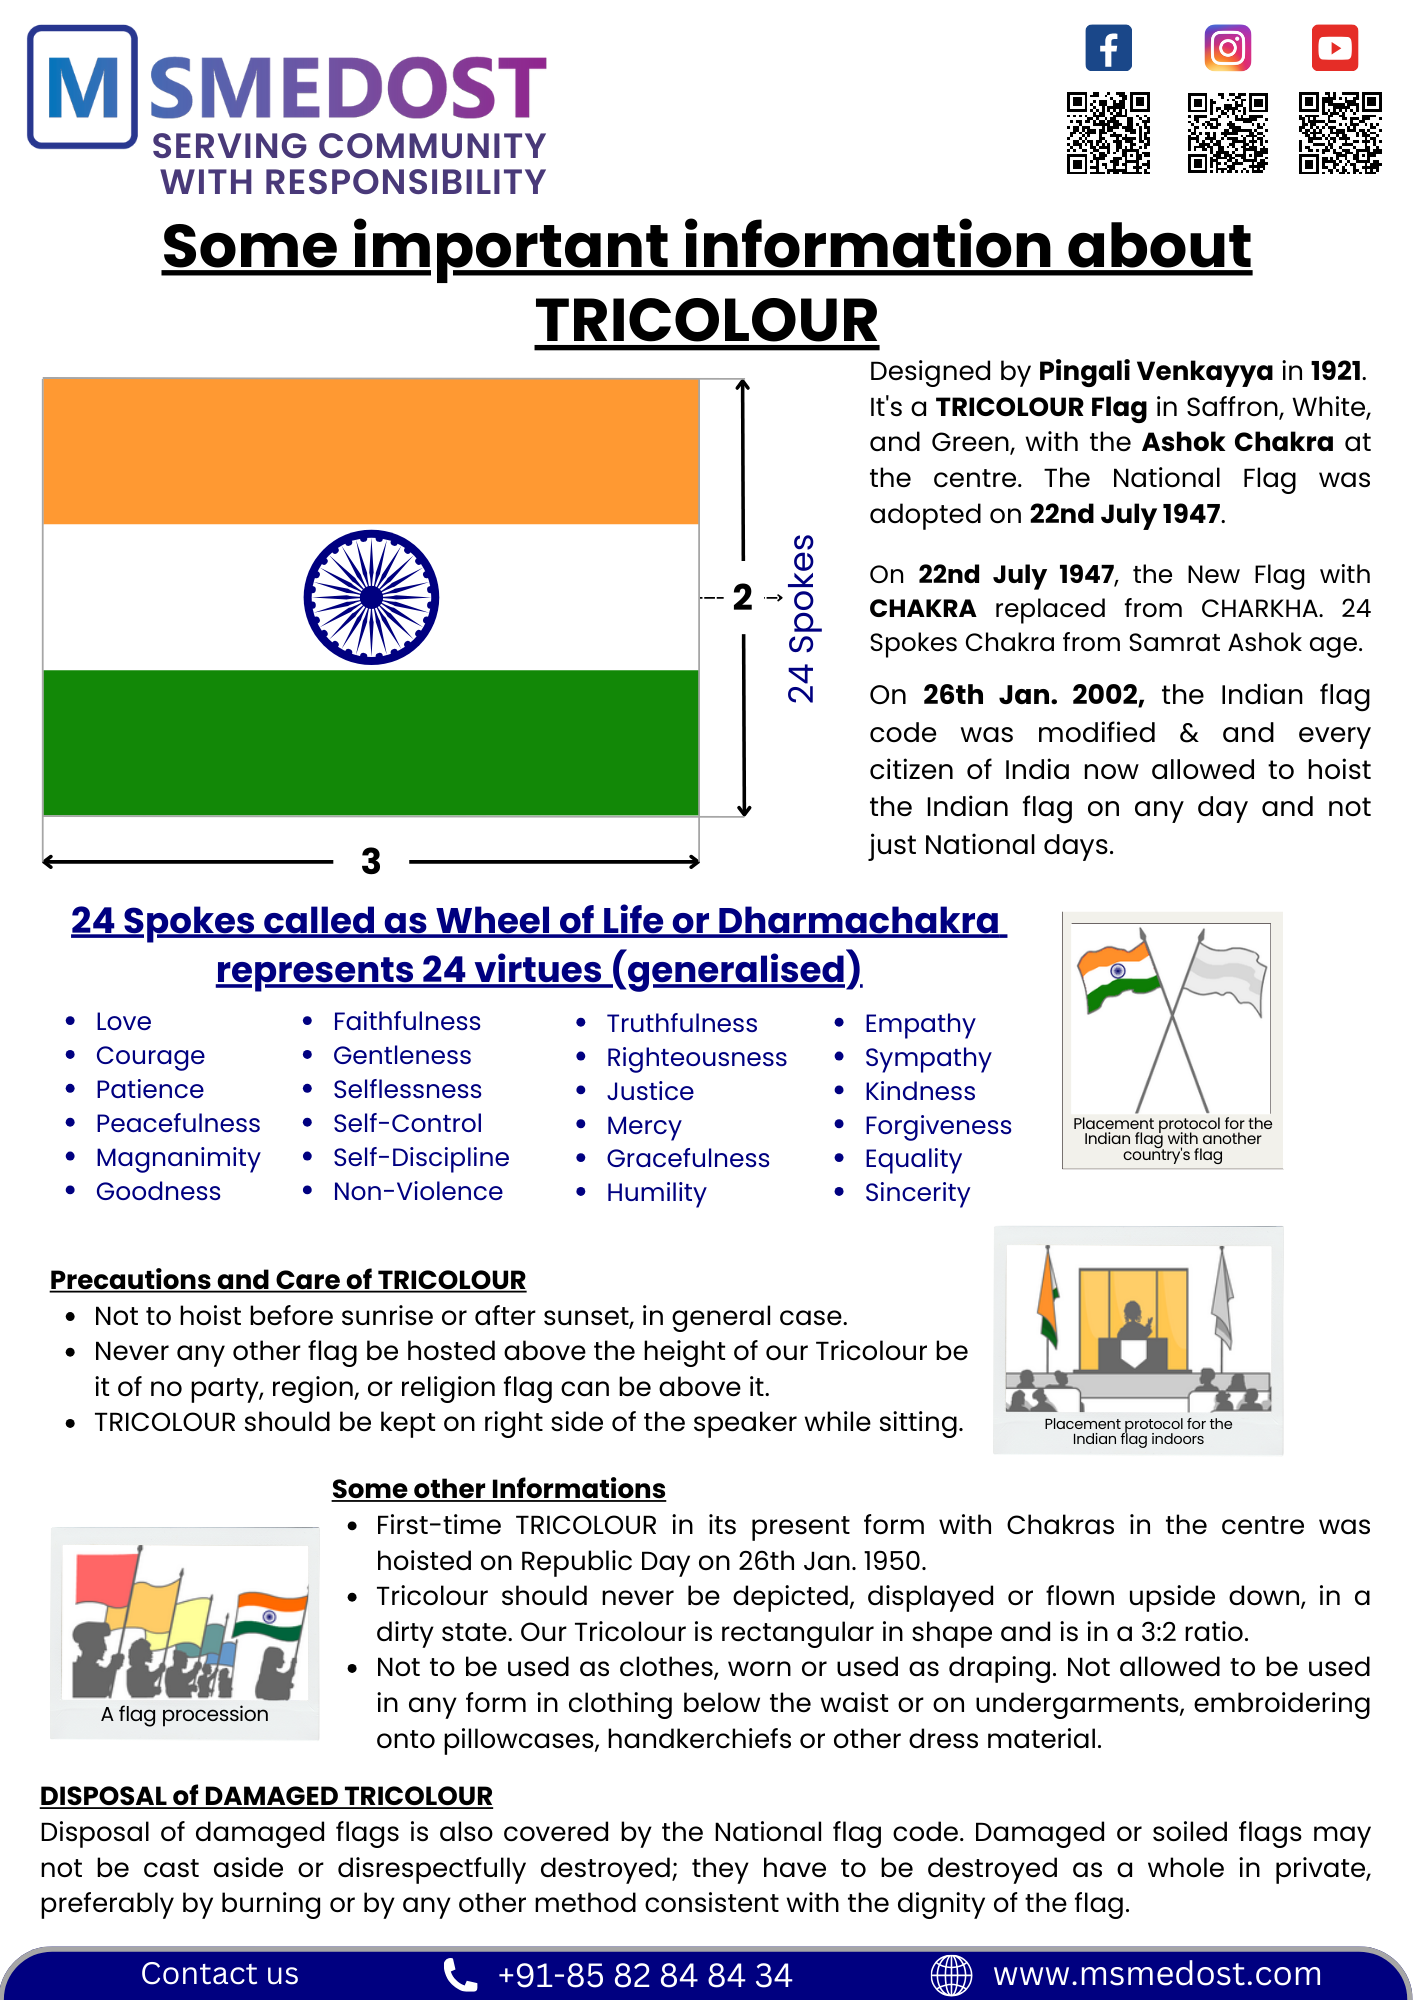 M SMEDOST
SERVING COMMUNITY
WITH RESPONSIBILITY
Some important information about
TRICOLOUR
2
24 Spokes
3
Designed by Pingali Venkayya in 1921.
It's a TRICOLOUR Flag in Saffron, White,
and Green, with the Ashok Chakra at
the centre. The National Flag was
adopted on 22nd July 1947.
On 22nd July 1947, the New Flag with
CHAKRA replaced from CHARKHA. 24
Spokes Chakra from Samrat Ashok age.
On 26th Jan. 2002, the Indian flag
code was modified & and every
citizen of India now allowed to hoist
the Indian flag on any day and not
just National days.
24 Spokes called as Wheel of Life or Dharmachakra
represents 24 virtues (generalised)
• Love
• Courage
• Patience
• Peacefulness
• Magnanimity
• Goodness
• Faithfulness
• Gentleness
• Selflessness
• Self-Control
• Self-Discipline
• Non-Violence
• Truthfulness
• Righteousness
• Justice
• Mercy
• Gracefulness
• Humility
• Empathy
• Sympathy
• Kindness
• Forgiveness
• Equality
• Sincerity
Placement protocol for the
Indian flag with another
country's flag
Precautions and Care of TRICOLOUR
• Not to hoist before sunrise or after sunset, in general case.
• Never any other flag be hosted above the height of our Tricolour be
it of no party, region, or religion flag can be above it.
• TRICOLOUR should be kept on right side of the speaker while sitting.
Placement protocol for the
Indian flag indoors
Some other Informations
• First-time TRICOLOUR in its present form with Chakras in the centre was
hoisted on Republic Day on 26th Jan. 1950.
• Tricolour should never be depicted, displayed or flown upside down, in a
dirty state. Our Tricolour is rectangular in shape and is in a 3:2 ratio.
• Not to be used as clothes, worn or used as draping. Not allowed to be used
in any form in clothing below the waist or on undergarments, embroidering
onto pillowcases, handkerchiefs or other dress material.
A flag procession
DISPOSAL of DAMAGED TRICOLOUR
Disposal of damaged flags is also covered by the National flag code. Damaged or soiled flags may
not be cast aside or disrespectfully destroyed; they have to be destroyed as a whole in private,
preferably by burning or by any other method consistent with the dignity of the flag.
Contact us
+91-85 82 84 84 34
www.msmedost.com